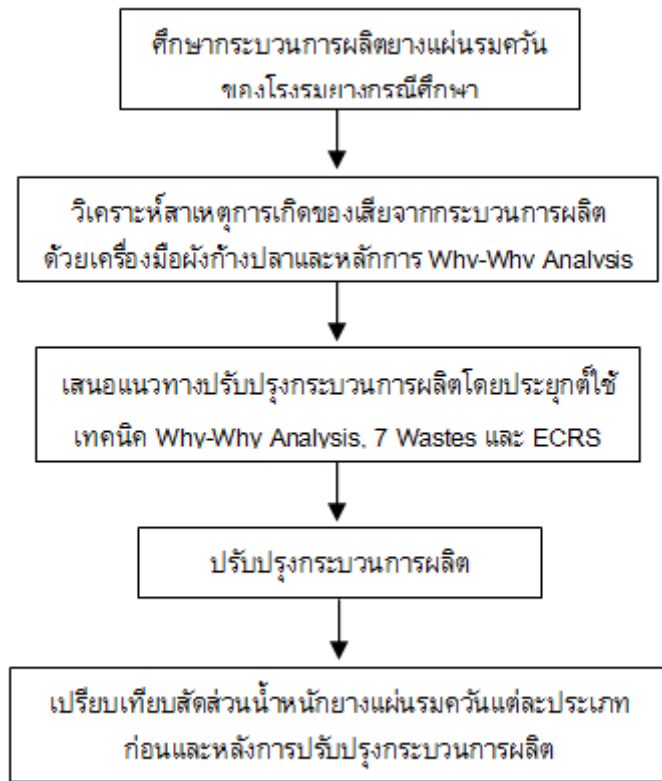 ศึกษากระบวนการผลิตยางแผ่นรมควัน
ของโรงรมยางกรณีศึกษา
วิเคราะห์สาเหตุการเกิดของเสียจากกระบวนการผลิต
ด้วยเครื่องมือผังก้างปลาและหลักการ Why-Why Analysis
เสนอแนวทางปรับปรุงกระบวนการผลิตโดยประยุกต์ใช้
เทคนิค Why-Why Analysis, 7 Wastes และ ECRS
ปรับปรุงกระบวนการผลิต
เปรียบเทียบสัดส่วนน้ำหนักยางแผ่นรมควันแต่ละประเภท
ก่อนและหลังการปรับปรุงกระบวนการผลิต